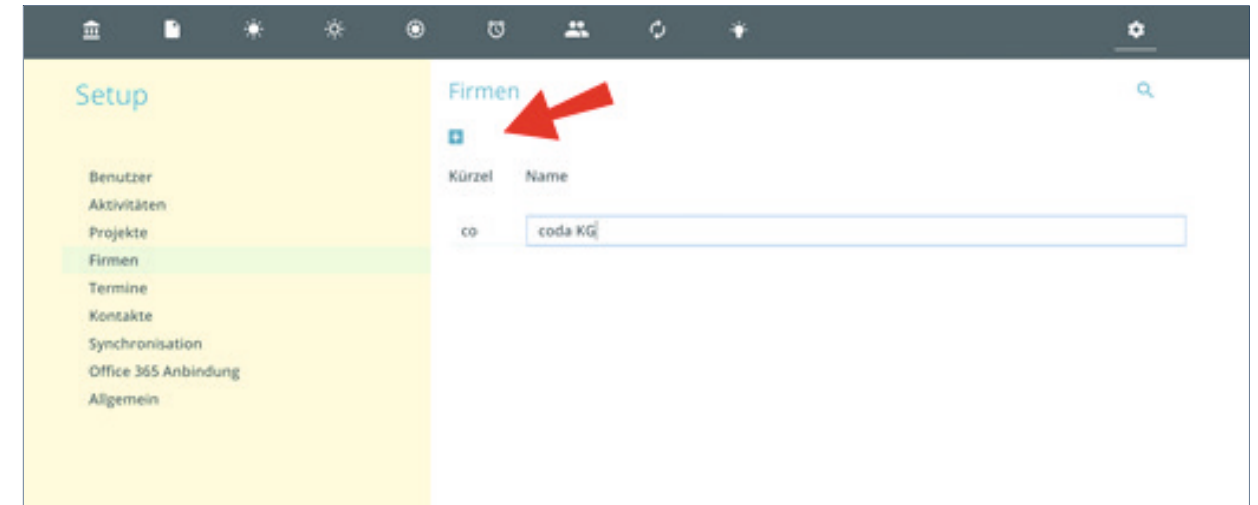 Setup
Benutzer
Aktivitäten
Projekte
Firmen
Termine
Kontakte
Synchronisation
Office 365 Anbindung
Allgemein
Firmen
Kürzel Name
co coda KG